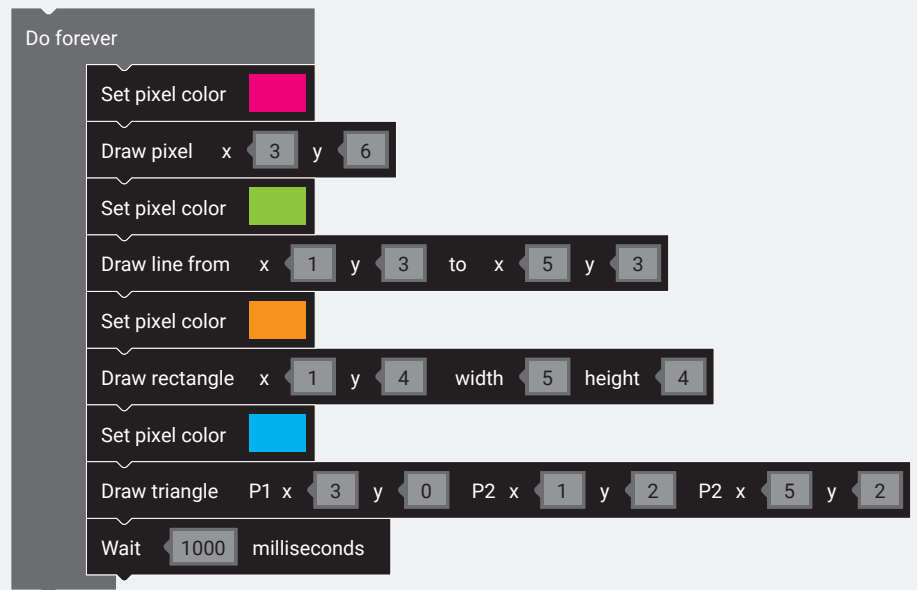 Do forever
Set pixel color
Draw pixel x 3 y 6
Set pixel color
Draw line from x 1 y 3 to x 5 y 3
Set pixel color
Draw rectangle x 1 y 4 width 5 height 4
Set pixel color
Draw triangle P1 x 3 y 0 P2 x 1 y 2 P2 x 5 y 2
Wait 1000 milliseconds